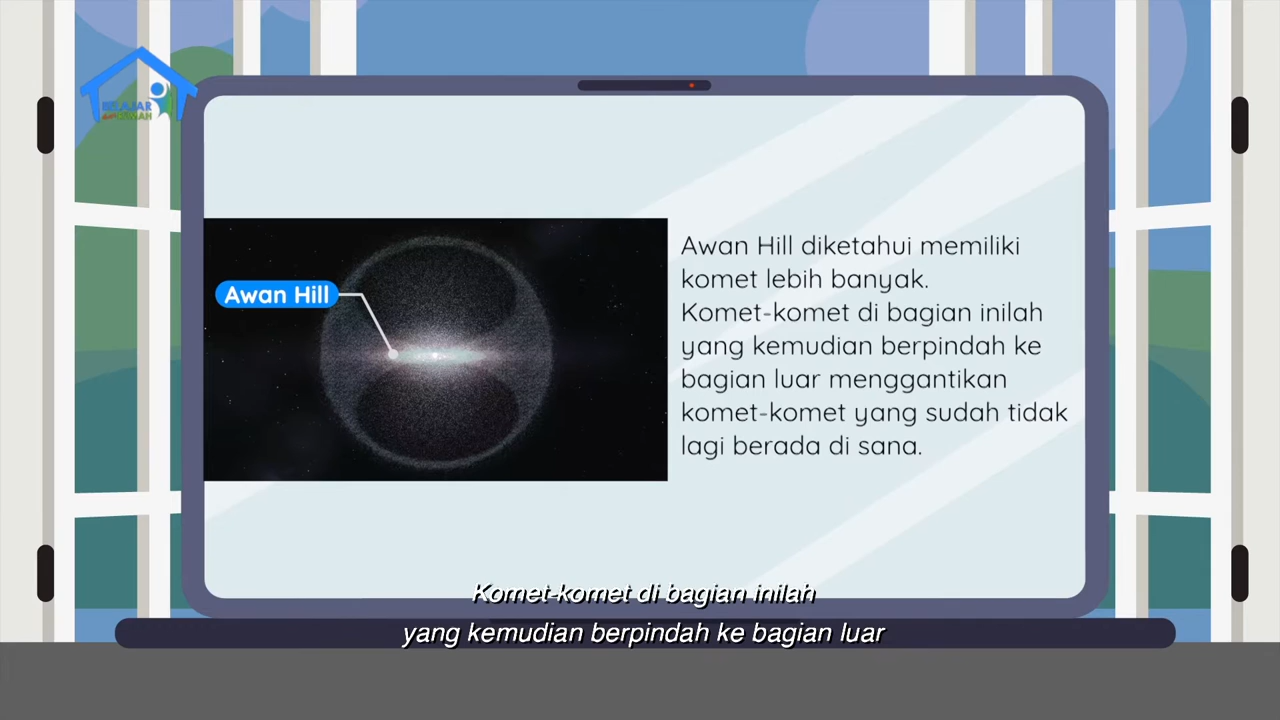 BELAJAR
DARI RUMAH
Awan Hill
Awan Hill diketahui memiliki
komet lebih banyak.
Komet-komet di bagian inilah
yang kemudian berpindah ke
bagian luar menggantikan
komet-komet yang sudah tidak
lagi berada di sana.
Komet-komet di bagian inilah
yang kemudian berpindah ke bagian luar